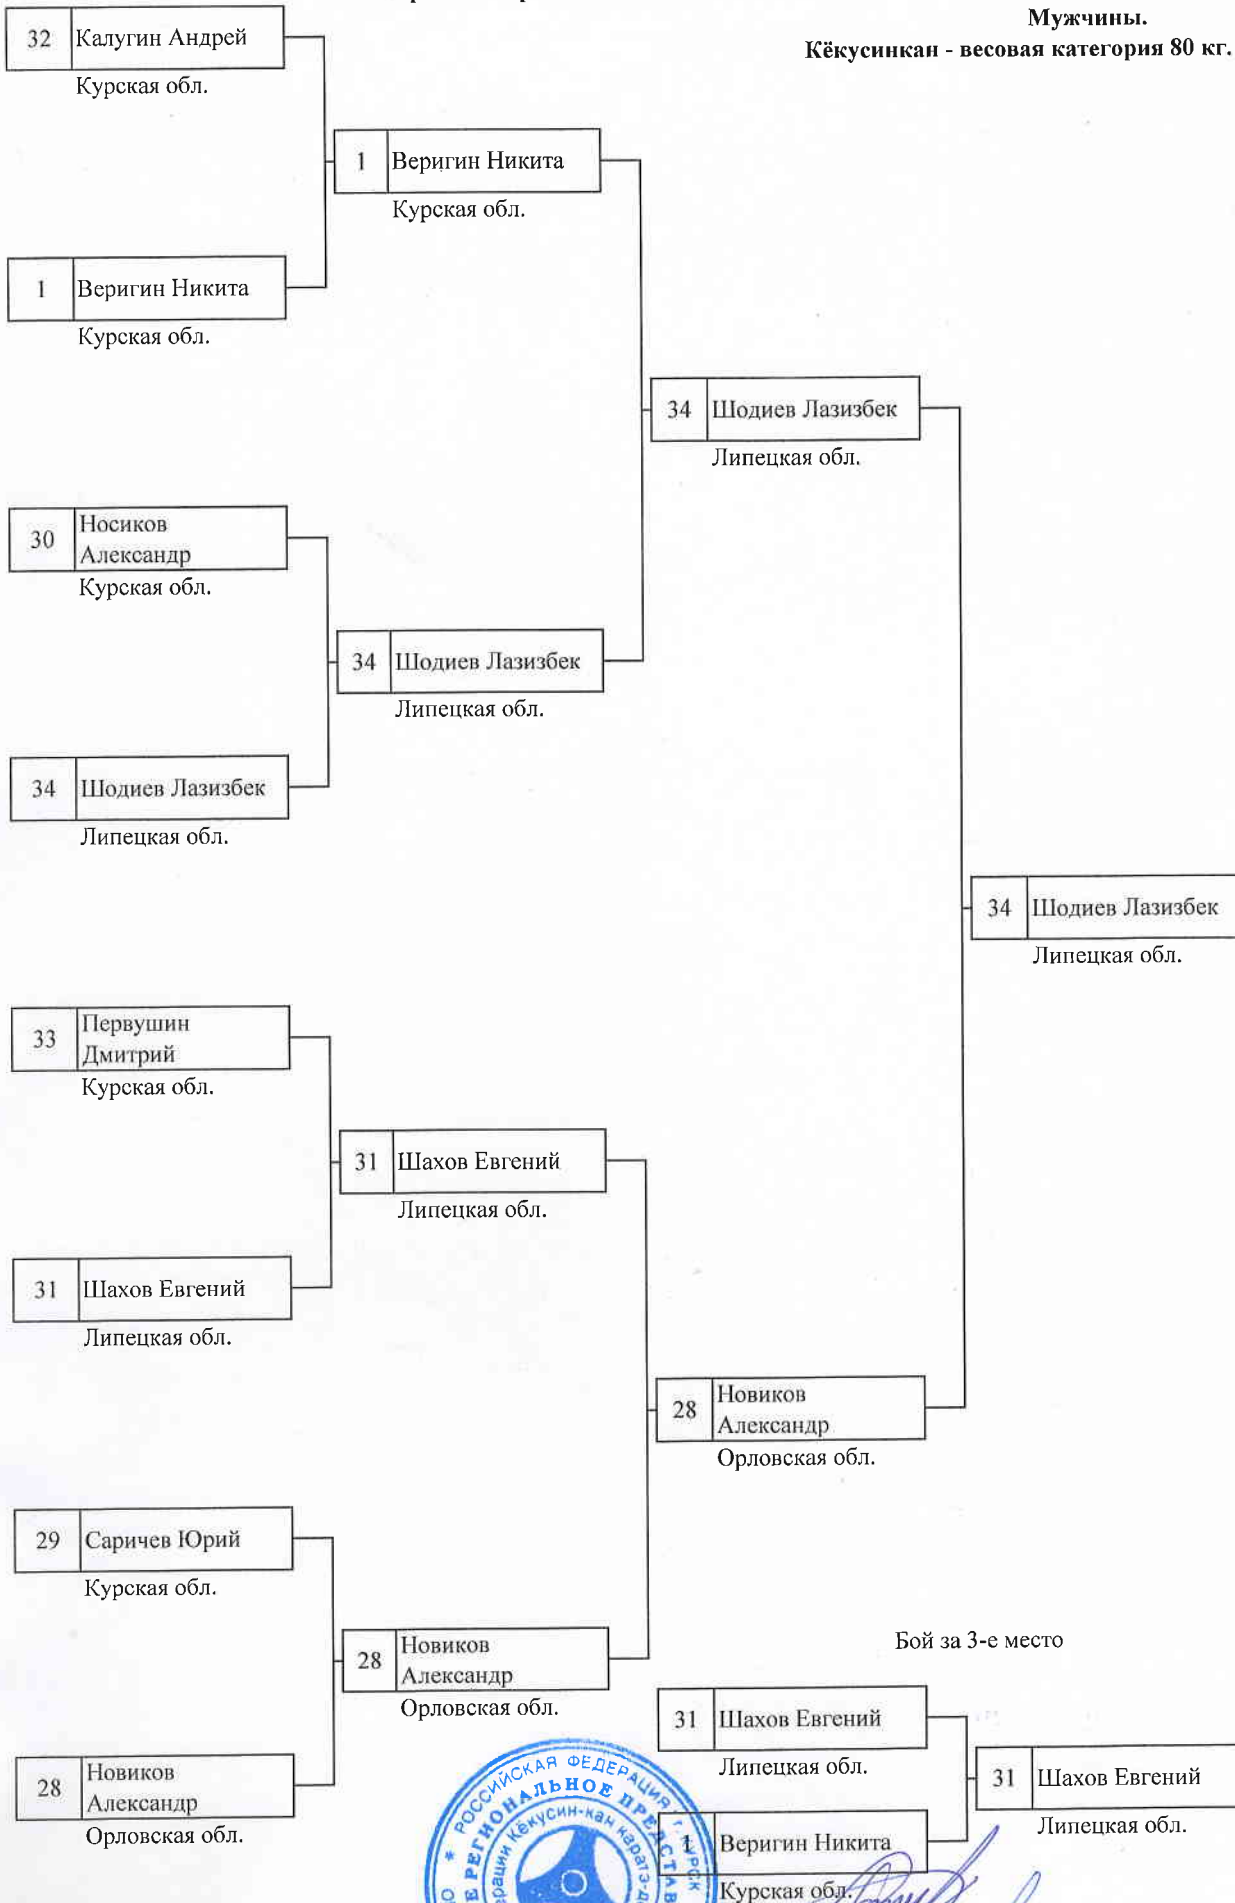 Мужчины.
Кёкусинкан - весовая категория 80 кг.
32 Калугин Андрей
Курская обл.
1 Веригин Никита
Курская обл.
1 Веригин Никита
Курская обл.
34 Шодиев Лазизбек
Липецкая обл.
30 Носиков
Александр
Курская обл.
34 Шодиев Лазизбек
Липецкая обл.
34 Шодиев Лазизбек
Липецкая обл.
34 Шодиев Лазизбек
Липецкая обл.
33 Первушин
Дмитрий
Курская обл.
31 Шахов Евгений
Липецкая обл.
31 Шахов Евгений
Липецкая обл.
28 Новиков
Александр
Орловская обл.
29 Саричев Юрий
Курская обл.
28 Новиков
Александр
Орловская обл.
28 Новиков
Александр
Орловская обл.
Бой за 3-е место
31 Шахов Евгений
Липецкая обл.
31 Шахов Евгений
Липецкая обл.
1 Веригин Никита
Курская обл.
РОССИЙСКАЯ ФЕДЕРАЦИЯ г. КУРСК
РЕГИОНАЛЬНОЕ
Кёкусин-кан каратэ-д